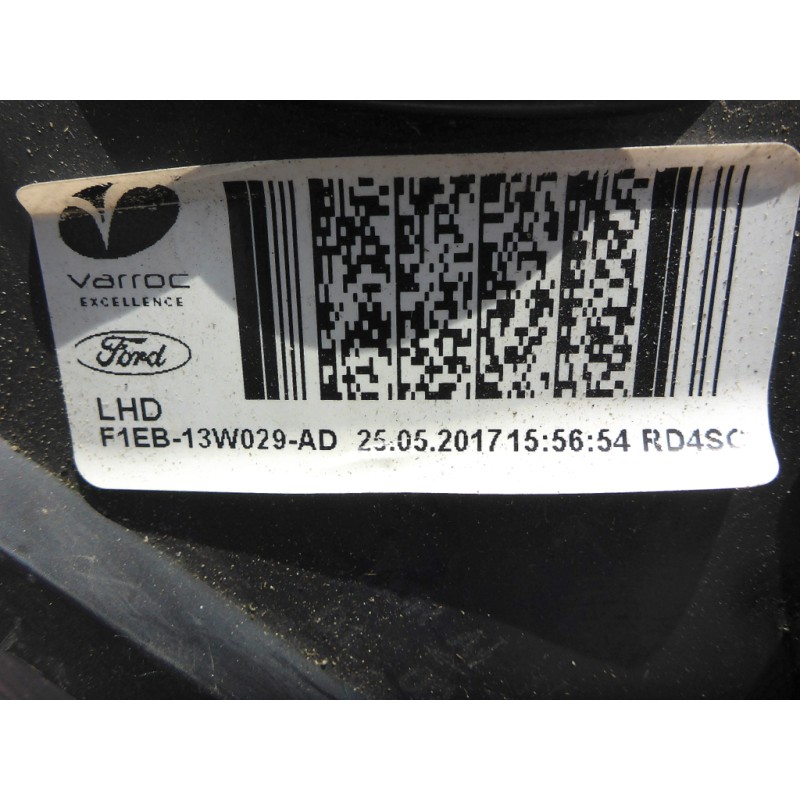 varroc
EXCELLENCE
Ford
LHD
F1EB-13W029-AD 25.05.2017 15:56:54